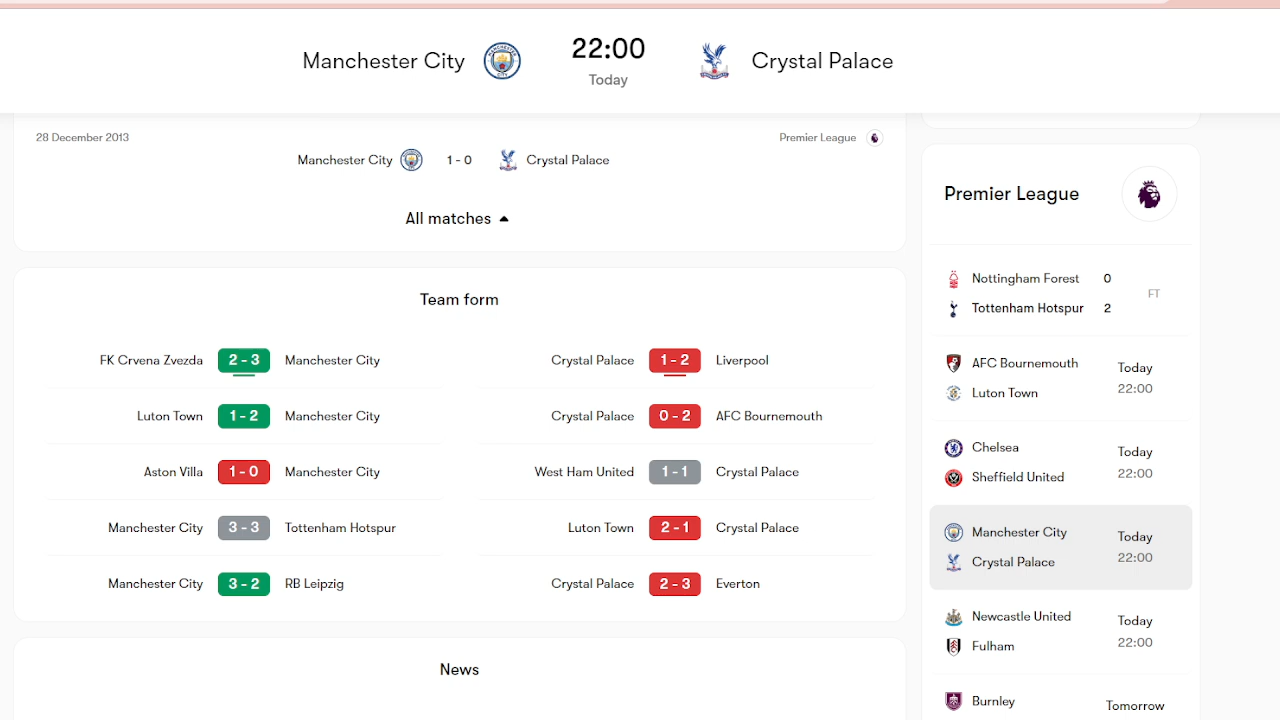 Manchester City 22:00 Crystal Palace
Today
28 December 2013 Premier League
Manchester City 1 - 0 Crystal Palace
All matches
Team form
FK Crvena Zvezda 2 - 3 Manchester City
Luton Town 1 - 2 Manchester City
Aston Villa 1 - 0 Manchester City
Manchester City 3 - 3 Tottenham Hotspur
Manchester City 3 - 2 RB Leipzig
Crystal Palace 1 - 2 Liverpool
Crystal Palace 0 - 2 AFC Bournemouth
West Ham United 1 - 1 Crystal Palace
Luton Town 2 - 1 Crystal Palace
Crystal Palace 2 - 3 Everton
News
Premier League
Nottingham Forest 0
Tottenham Hotspur 2
FT
AFC Bournemouth
Luton Town
Today
22:00
Chelsea
Sheffield United
Today
22:00
Manchester City
Crystal Palace
Today
22:00
Newcastle United
Fulham
Today
22:00
Burnley
Tomorrow